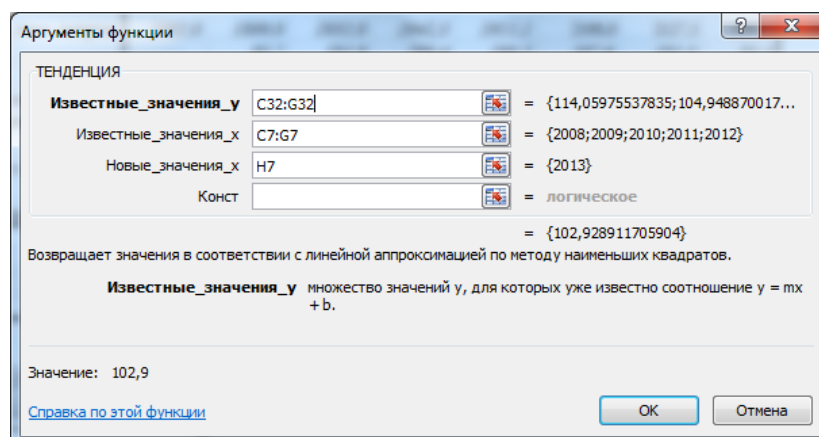 Аргументы функции
ТЕНДЕНЦИЯ
Известные_значения_y C32:G32 = {114,05975537835;104,948870017...
Известные_значения_x C7:G7 = {2008;2009;2010;2011;2012}
Новые_значения_x H7 = {2013}
Конст = логическое
= {102,928911705904}
Возвращает значения в соответствии с линейной аппроксимацией по методу наименьших квадратов.
Известные_значения_y множество значений y, для которых уже известно соотношение y = mx
+ b.
Значение: 102,9
Справка по этой функции
OK Отмена